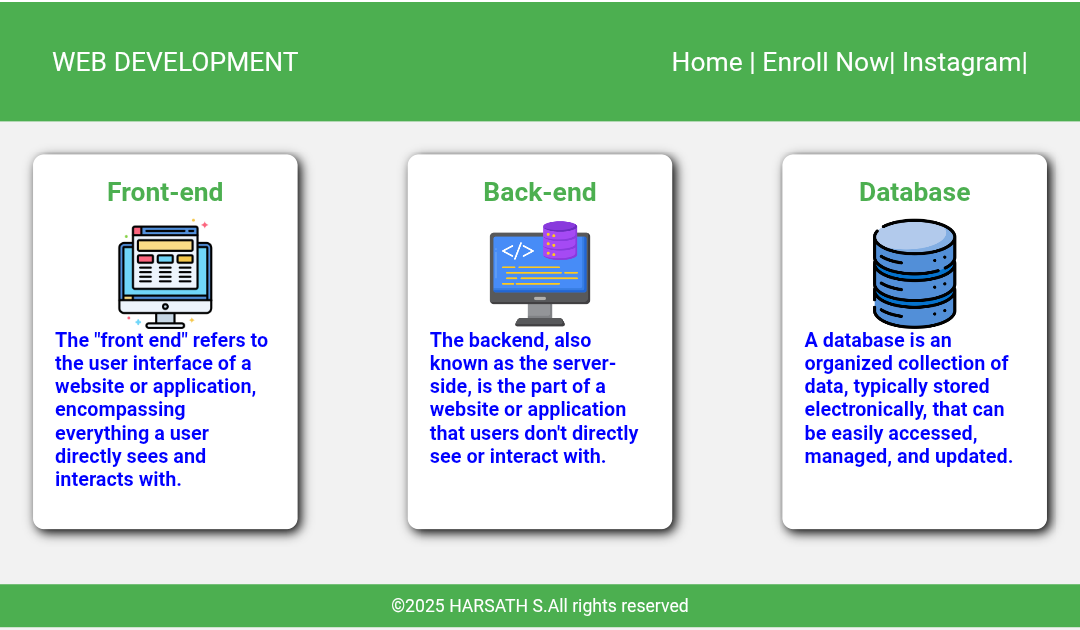 WEB DEVELOPMENT
Home | Enroll Now| Instagram|
Front-end
The "front end" refers to
the user interface of a
website or application,
encompassing
everything a user
directly sees and
interacts with.
Back-end
</>
The backend, also
known as the server-
side, is the part of a
website or application
that users don't directly
see or interact with.
Database
A database is an
organized collection of
data, typically stored
electronically, that can
be easily accessed,
managed, and updated.
©2025 HARSATH S.All rights reserved